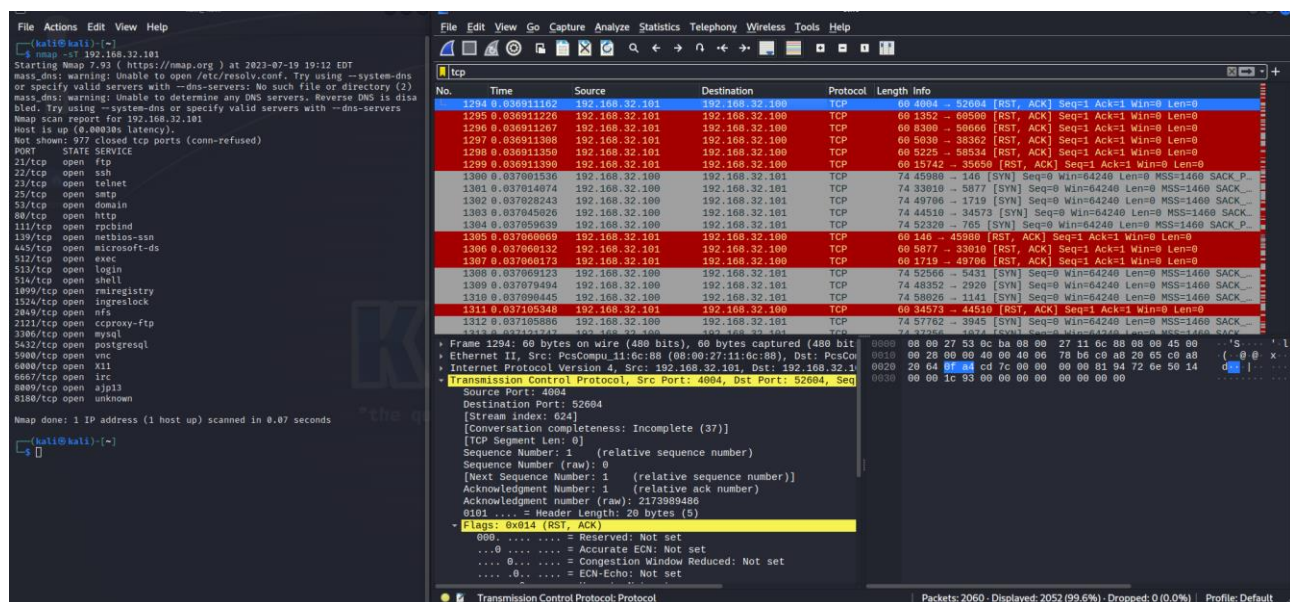 File Actions Edit View Help
(kali㉿kali)-[~]
$ nmap -sT 192.168.32.101
Starting Nmap 7.93 ( https://nmap.org ) at 2023-07-19 19:12 EDT
mass_dns: warning: Unable to open /etc/resolv.conf. Try using --system-dns
or specify valid servers with --dns-servers: No such file or directory (2)
mass_dns: warning: Unable to determine any DNS servers. Reverse DNS is disa
bled. Try using --system-dns or specify valid servers with --dns-servers
Nmap scan report for 192.168.32.101
Host is up (0.00030s latency).
Not shown: 977 closed tcp ports (conn-refused)
PORT STATE SERVICE
21/tcp open ftp
22/tcp open ssh
23/tcp open telnet
25/tcp open smtp
53/tcp open domain
80/tcp open http
111/tcp open rpcbind
139/tcp open netbios-ssn
445/tcp open microsoft-ds
512/tcp open exec
513/tcp open login
514/tcp open shell
1099/tcp open rmiregistry
1524/tcp open ingreslock
2049/tcp open nfs
2121/tcp open ccproxy-ftp
3306/tcp open mysql
5432/tcp open postgresql
5900/tcp open vnc
6000/tcp open X11
6667/tcp open irc
8009/tcp open ajp13
8180/tcp open unknown
Nmap done: 1 IP address (1 host up) scanned in 0.07 seconds
(kali㉿kali)-[~]
$
"the qu
File Edit View Go Capture Analyze Statistics Telephony Wireless Tools Help
tcp
No. Time Source Destination Protocol Length Info
1294 0.036911162 192.168.32.101 192.168.32.100 TCP 60 4004 → 52604 [RST, ACK] Seq=1 Ack=1 Win=0 Len=0
1295 0.036911226 192.168.32.101 192.168.32.100 TCP 60 1352 → 60500 [RST, ACK] Seq=1 Ack=1 Win=0 Len=0
1296 0.036911267 192.168.32.101 192.168.32.100 TCP 60 8300 → 50666 [RST, ACK] Seq=1 Ack=1 Win=0 Len=0
1297 0.036911308 192.168.32.101 192.168.32.100 TCP 60 5030 → 38362 [RST, ACK] Seq=1 Ack=1 Win=0 Len=0
1298 0.036911350 192.168.32.101 192.168.32.100 TCP 60 5225 → 58534 [RST, ACK] Seq=1 Ack=1 Win=0 Len=0
1299 0.036911390 192.168.32.101 192.168.32.100 TCP 60 15742 → 35650 [RST, ACK] Seq=1 Ack=1 Win=0 Len=0
1300 0.037001536 192.168.32.100 192.168.32.101 TCP 74 45980 → 146 [SYN] Seq=0 Win=64240 Len=0 MSS=1460 SACK_P…
1301 0.037014074 192.168.32.100 192.168.32.101 TCP 74 33010 → 5877 [SYN] Seq=0 Win=64240 Len=0 MSS=1460 SACK_…
1302 0.037028243 192.168.32.100 192.168.32.101 TCP 74 49706 → 1719 [SYN] Seq=0 Win=64240 Len=0 MSS=1460 SACK_…
1303 0.037045026 192.168.32.100 192.168.32.101 TCP 74 44510 → 34573 [SYN] Seq=0 Win=64240 Len=0 MSS=1460 SACK…
1304 0.037059639 192.168.32.100 192.168.32.101 TCP 74 52320 → 765 [SYN] Seq=0 Win=64240 Len=0 MSS=1460 SACK_P…
1305 0.037060069 192.168.32.101 192.168.32.100 TCP 60 146 → 45980 [RST, ACK] Seq=1 Ack=1 Win=0 Len=0
1306 0.037060132 192.168.32.101 192.168.32.100 TCP 60 5877 → 33010 [RST, ACK] Seq=1 Ack=1 Win=0 Len=0
1307 0.037060173 192.168.32.101 192.168.32.100 TCP 60 1719 → 49706 [RST, ACK] Seq=1 Ack=1 Win=0 Len=0
1308 0.037069123 192.168.32.100 192.168.32.101 TCP 74 52566 → 5431 [SYN] Seq=0 Win=64240 Len=0 MSS=1460 SACK_…
1309 0.037079494 192.168.32.100 192.168.32.101 TCP 74 48352 → 2920 [SYN] Seq=0 Win=64240 Len=0 MSS=1460 SACK_…
1310 0.037090445 192.168.32.100 192.168.32.101 TCP 74 58026 → 1141 [SYN] Seq=0 Win=64240 Len=0 MSS=1460 SACK_…
1311 0.037105348 192.168.32.101 192.168.32.100 TCP 60 34573 → 44510 [RST, ACK] Seq=1 Ack=1 Win=0 Len=0
1312 0.037105886 192.168.32.100 192.168.32.101 TCP 74 57762 → 3945 [SYN] Seq=0 Win=64240 Len=0 MSS=1460 SACK_…
Frame 1294: 60 bytes on wire (480 bits), 60 bytes captured (480 bit
Ethernet II, Src: PcsCompu_11:6c:88 (08:00:27:11:6c:88), Dst: PcsCo
Internet Protocol Version 4, Src: 192.168.32.101, Dst: 192.168.32.1
Transmission Control Protocol, Src Port: 4004, Dst Port: 52604, Seq
Source Port: 4004
Destination Port: 52604
[Stream index: 624]
[Conversation completeness: Incomplete (37)]
[TCP Segment Len: 0]
Sequence Number: 1 (relative sequence number)
Sequence Number (raw): 0
[Next Sequence Number: 1 (relative sequence number)]
Acknowledgment Number: 1 (relative ack number)
Acknowledgment number (raw): 2173989486
0101 .... = Header Length: 20 bytes (5)
Flags: 0x014 (RST, ACK)
000. .... .... = Reserved: Not set
...0 .... .... = Accurate ECN: Not set
.... 0... .... = Congestion Window Reduced: Not set
.... .0.. .... = ECN-Echo: Not set
0000 08 00 27 53 0c ba 08 00 27 11 6c 88 08 00 45 00 ··'S···· '·l
0010 00 28 00 00 40 00 40 06 78 b6 c0 a8 20 65 c0 a8 ·(··@·@· x·
0020 20 64 0f a4 cd 7c 00 00 00 00 81 94 72 6e 50 14 d···|··
0030 00 00 1c 93 00 00 00 00 00 00 00 00
Transmission Control Protocol: Protocol
Packets: 2060 · Displayed: 2052 (99.6%) · Dropped: 0 (0.0%)
Profile: Default